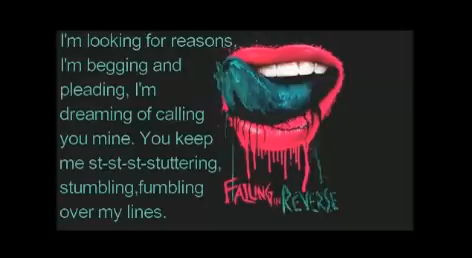 I'm looking for reasons,
I'm begging and
pleading, I'm
dreaming of calling
you mine. You keep
me st-st-st-stuttering,
stumbling,fumbling
over my lines.
FALLING IN REVERSE